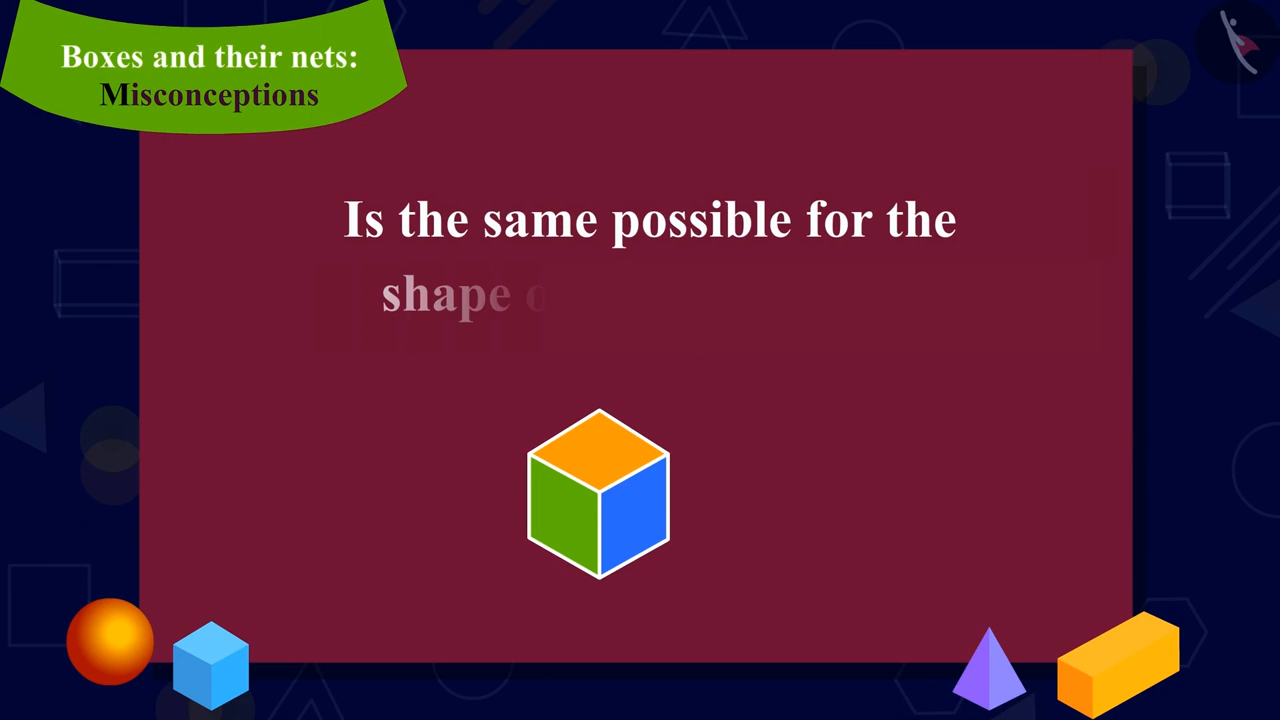 Boxes and their nets:
Misconceptions
Is the same possible for the
shape